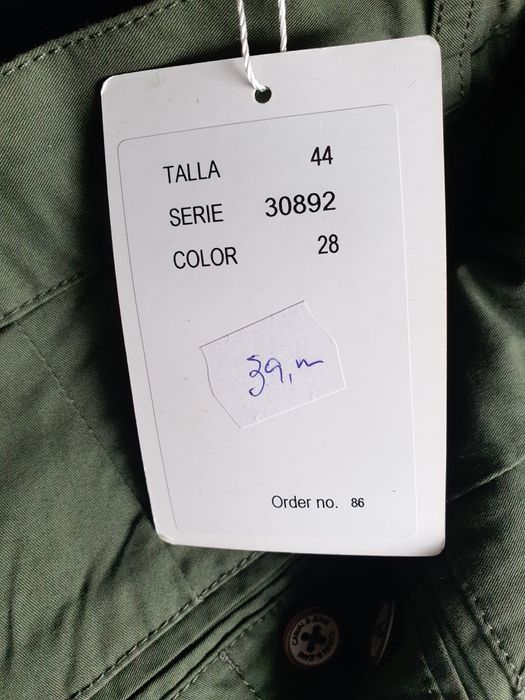 TALLA 44
SERIE 30892
COLOR 28
39,
Order no. 86